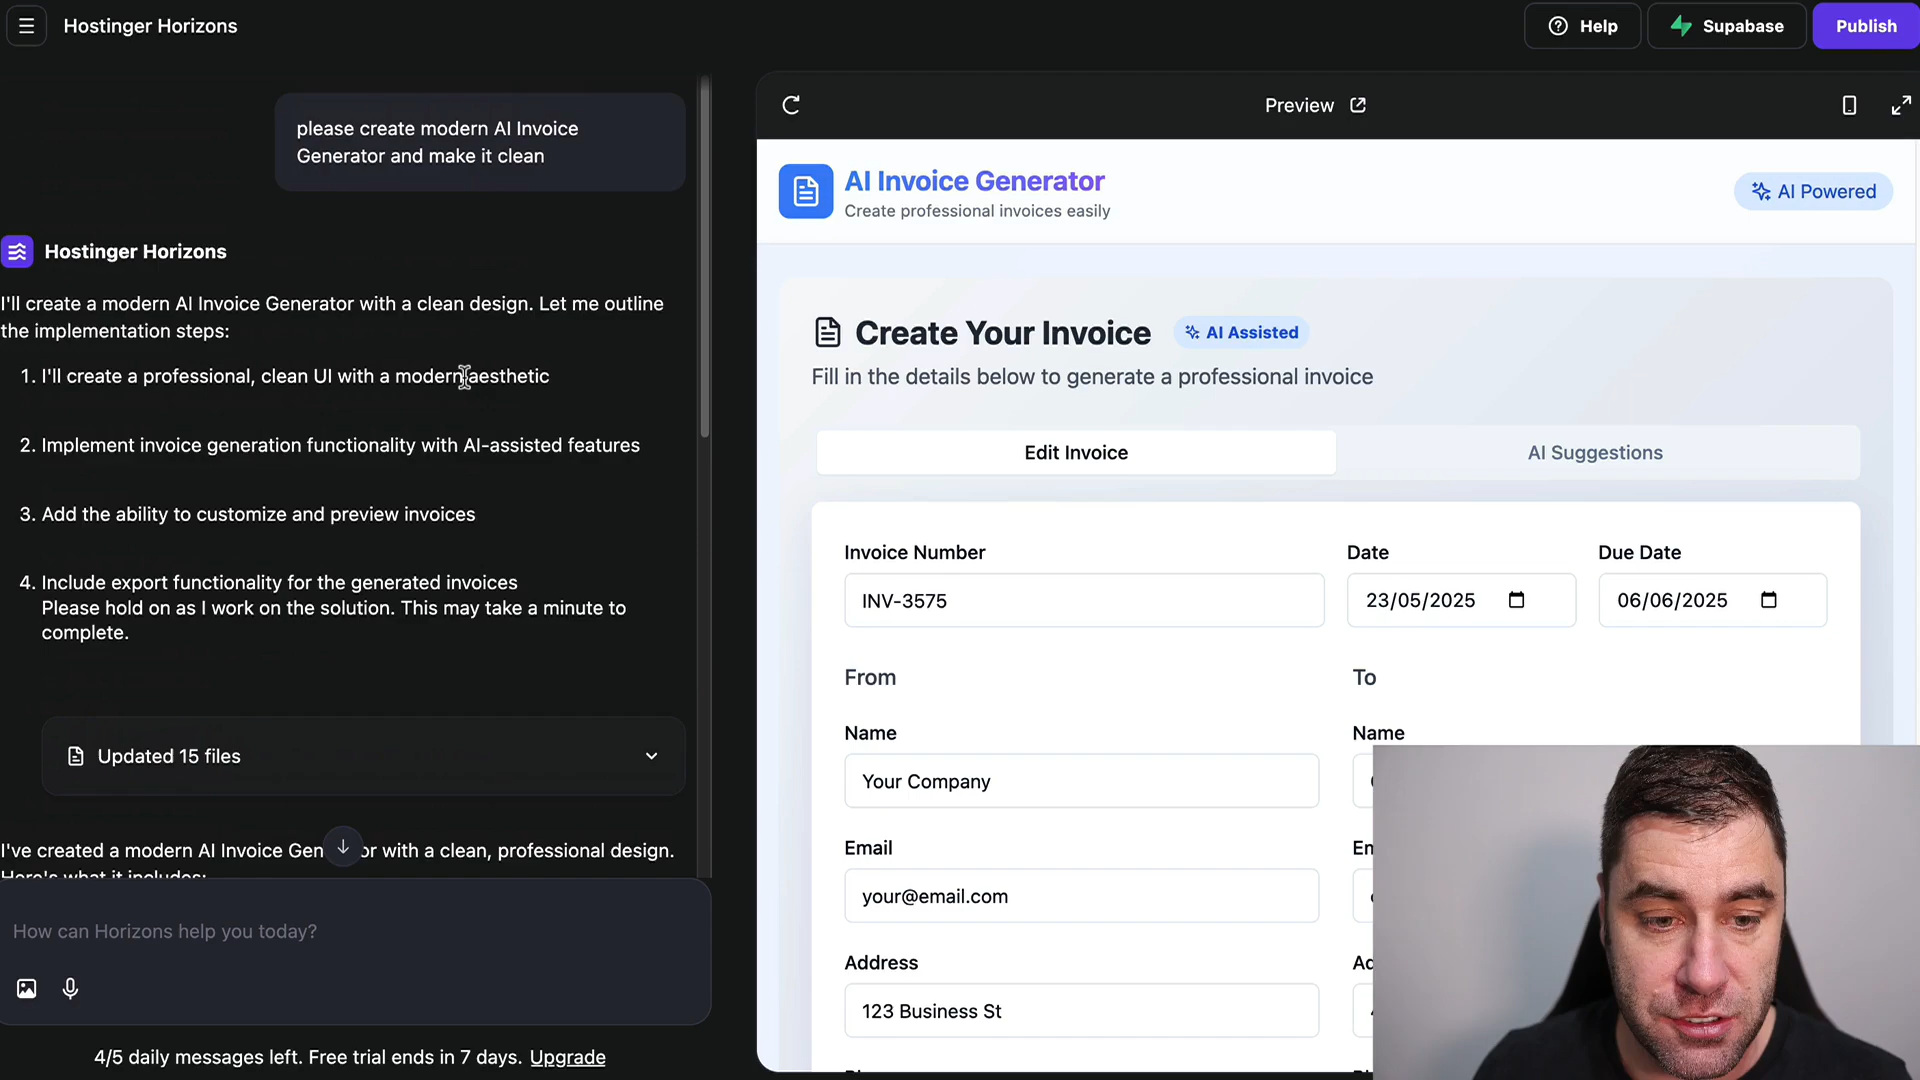 Hostinger Horizons
Help
Supabase
Publish
please create modern AI Invoice
Generator and make it clean
Hostinger Horizons
I'll create a modern AI Invoice Generator with a clean design. Let me outline
the implementation steps:
1. I'll create a professional, clean UI with a modern aesthetic
2. Implement invoice generation functionality with AI-assisted features
3. Add the ability to customize and preview invoices
4. Include export functionality for the generated invoices
Please hold on as I work on the solution. This may take a minute to
complete.
Updated 15 files
I've created a modern AI Invoice Gen or with a clean, professional design.
Here's what it includes:
How can Horizons help you today?
4/5 daily messages left. Free trial ends in 7 days. Upgrade
Preview
AI Invoice Generator
Create professional invoices easily
AI Powered
Create Your Invoice
AI Assisted
Fill in the details below to generate a professional invoice
Edit Invoice
AI Suggestions
Invoice Number
Date
Due Date
INV-3575
23/05/2025
06/06/2025
From
To
Name
Name
Your Company
Email
your@email.com
Address
123 Business St